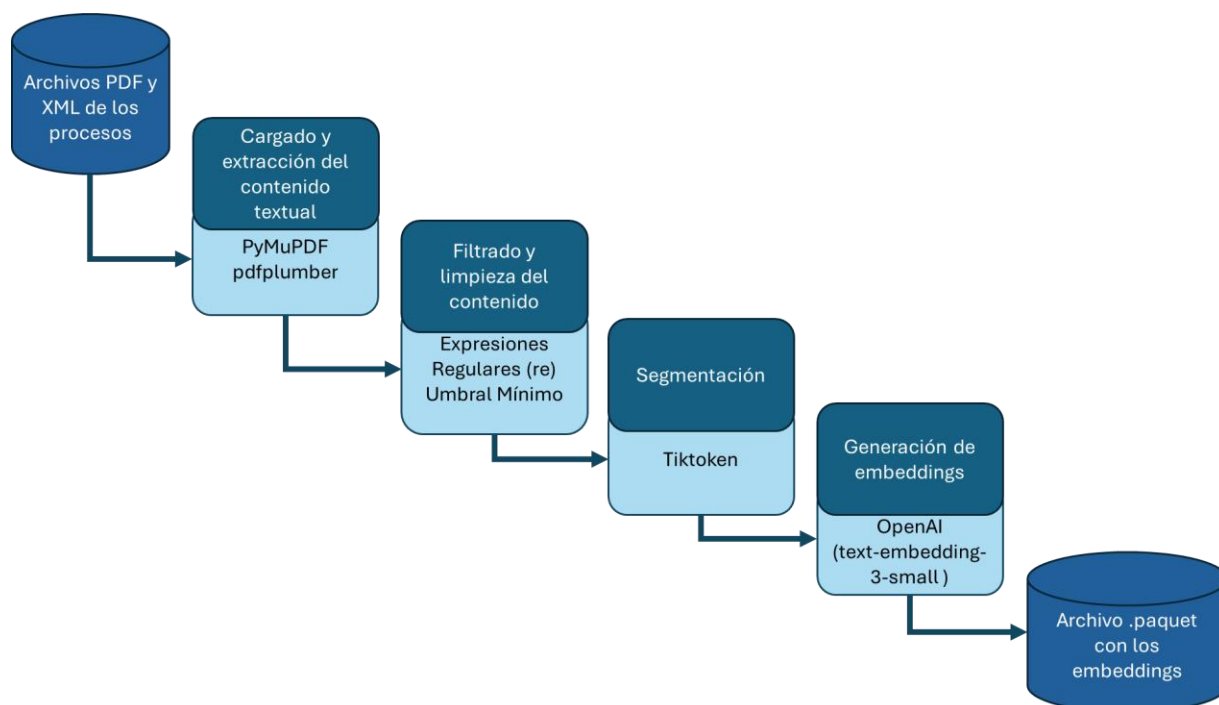 Archivos PDF y
XML de los
procesos
Cargado y
extracción del
contenido
textual
PyMuPDF
pdfplumber
Filtrado y
limpieza del
contenido
Expresiones
Regulares (re)
Umbral Mínimo
Segmentación
Tiktoken
Generación de
embeddings
OpenAI
(text-embedding-
3-small )
Archivo .paquet
con los
embeddings